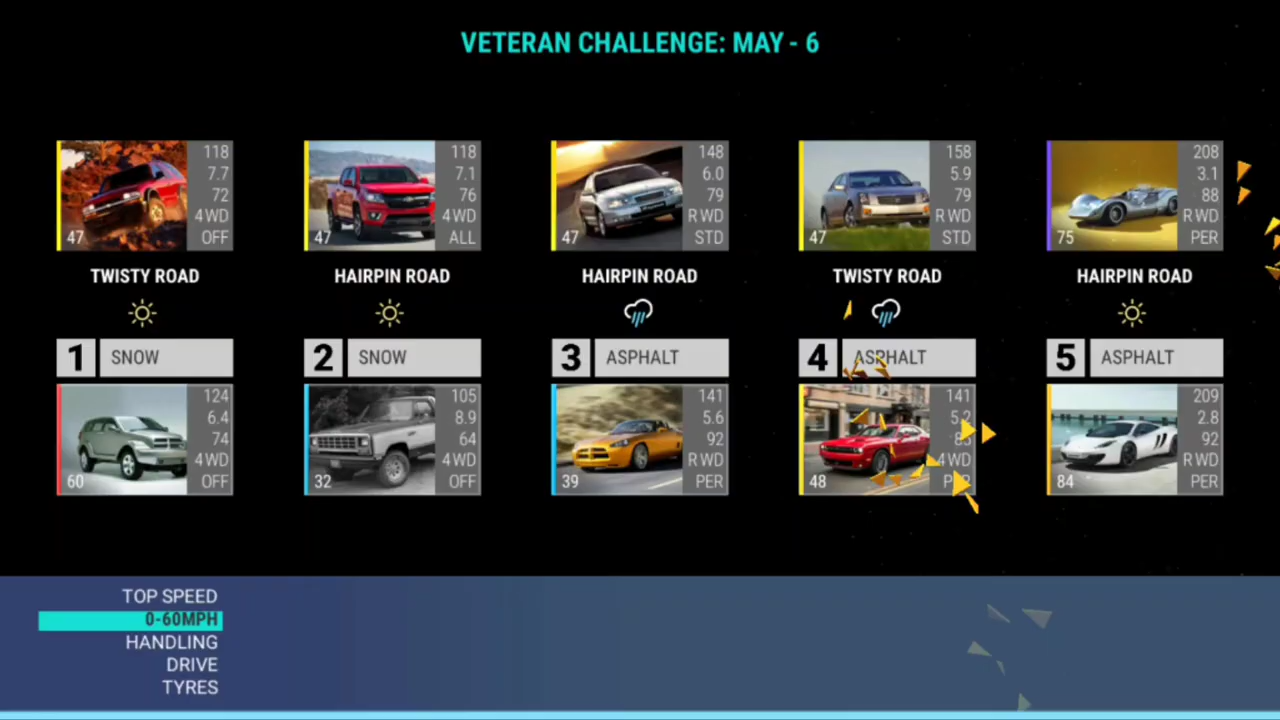 VETERAN CHALLENGE: MAY - 6
118
7.7
72
4WD
47 OFF
118
7.1
76
4WD
47 ALL
148
6.0
79
RWD
47 STD
158
5.9
79
RWD
47 STD
208
3.1
88
RWD
75 PER
TWISTY ROAD
HAIRPIN ROAD
HAIRPIN ROAD
TWISTY ROAD
HAIRPIN ROAD
1 SNOW
2 SNOW
3 ASPHALT
4 ASPHALT
5 ASPHALT
124
6.4
74
4WD
60 OFF
105
8.9
64
4WD
32 OFF
141
5.6
92
RWD
39 PER
141
5.2
4WD
48 PER
209
2.8
92
RWD
84 PER
TOP SPEED
0-60MPH
HANDLING
DRIVE
TYRES